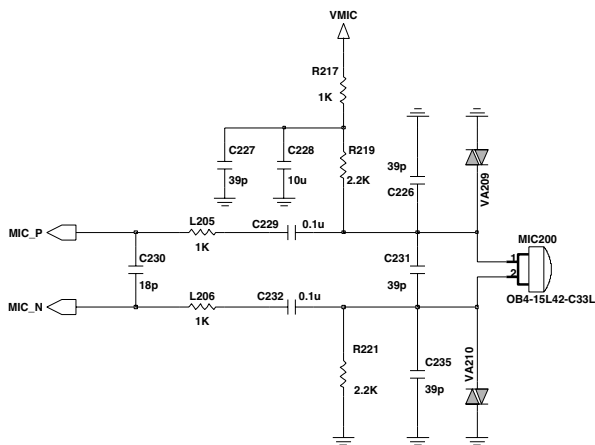 VMIC
R217
1K
C227
39p
C228
10u
R219
2.2K
39p
C226
VA209
MIC_P
L205
1K
C229
0.1u
C230
18p
C231
39p
MIC200
1
2
OB4-15L42-C33L
MIC_N
L206
1K
C232
0.1u
R221
2.2K
C235
39p
VA210